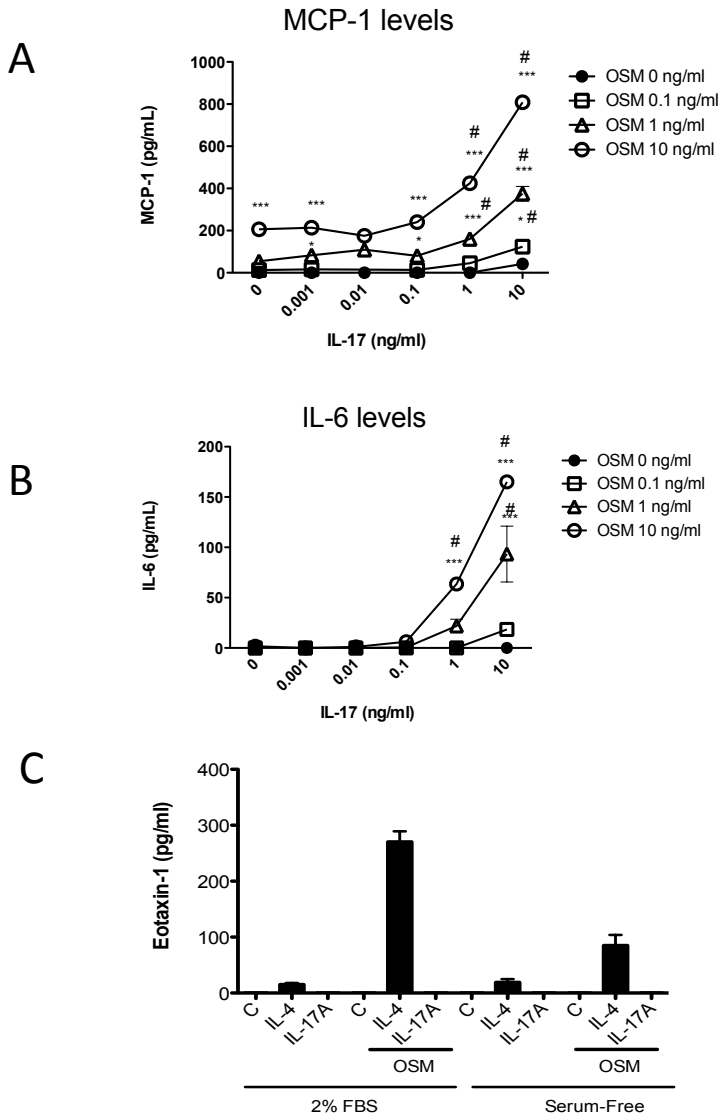 MCP-1 levels
A
MCP-1 (pg/mL)
1000
800
600
400
200
0
*** *** *** *** # *** #
* * *** # *** #
* #
0 0.001 0.01 0.1 1 10
IL-17 (ng/ml)
OSM 0 ng/ml
OSM 0.1 ng/ml
OSM 1 ng/ml
OSM 10 ng/ml
IL-6 levels
B
IL-6 (pg/mL)
200
150
100
50
0
# *** # ***
# ***
0 0.001 0.01 0.1 1 10
IL-17 (ng/ml)
OSM 0 ng/ml
OSM 0.1 ng/ml
OSM 1 ng/ml
OSM 10 ng/ml
C
Eotaxin-1 (pg/ml)
400
300
200
100
0
C IL-4 IL-17A C IL-4 IL-17A C IL-4 IL-17A C IL-4 IL-17A
OSM OSM
2% FBS Serum-Free